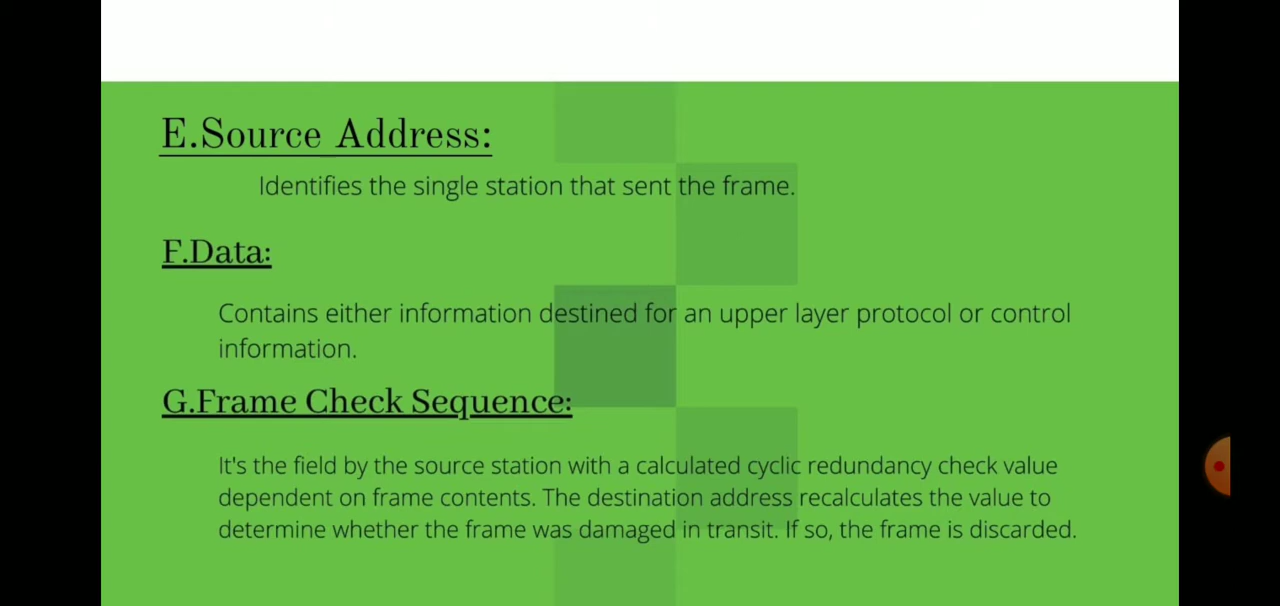 E.Source Address:
Identifies the single station that sent the frame.
F.Data:
Contains either information destined for an upper layer protocol or control
information.
G.Frame Check Sequence:
It's the field by the source station with a calculated cyclic redundancy check value
dependent on frame contents. The destination address recalculates the value to
determine whether the frame was damaged in transit. If so, the frame is discarded.